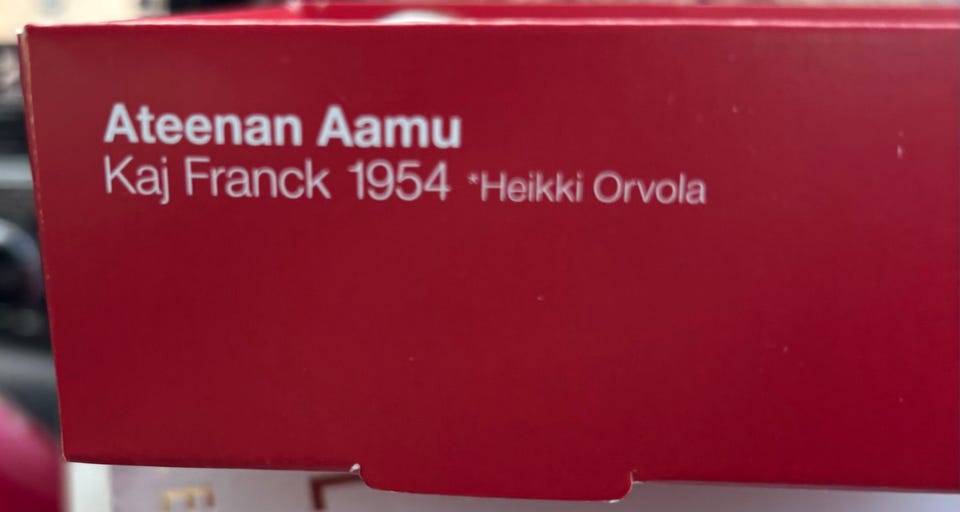 Ateenan Aamu
Kaj Franck 1954 *Heikki Orvola